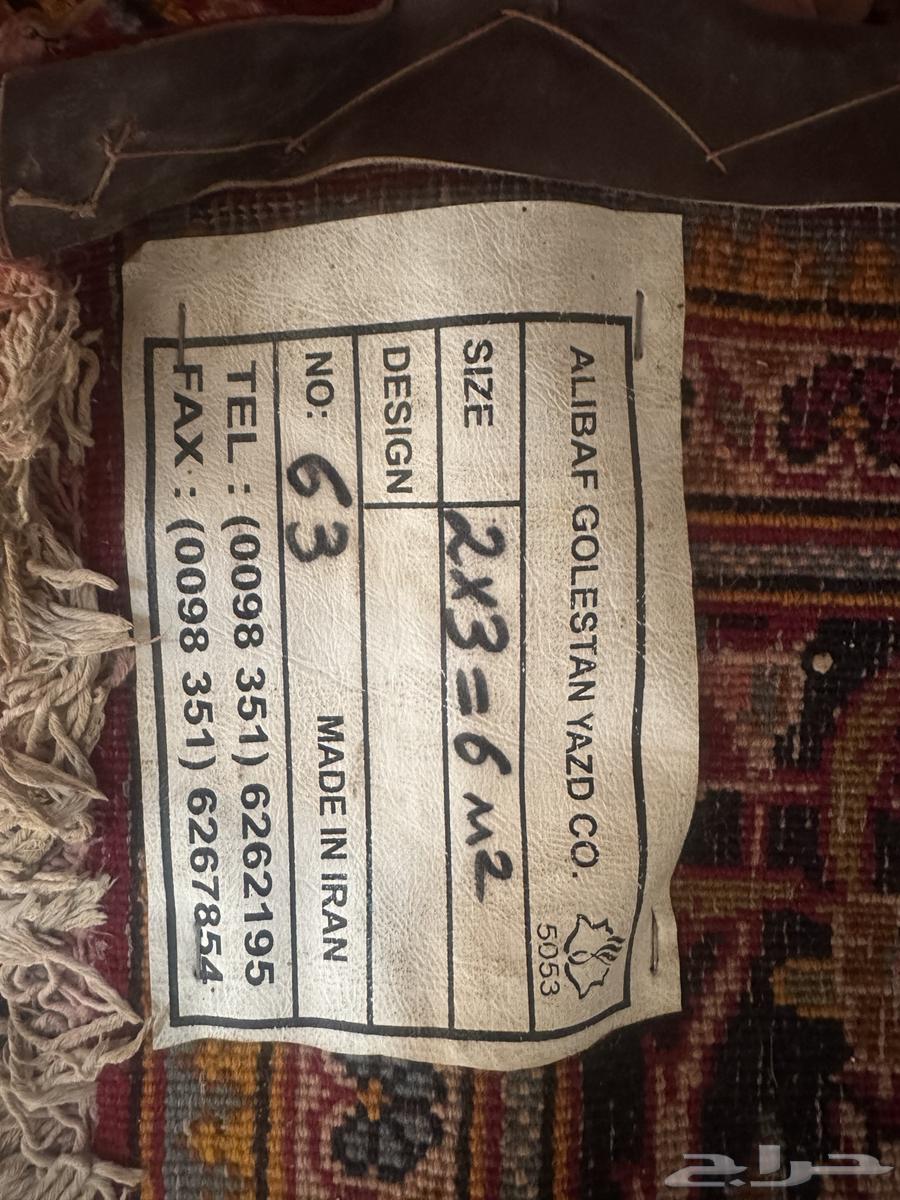 ALIBAF GOLESTAN YAZD CO.
5053
SIZE 2x3=6 M2
DESIGN
NO: 63 MADE IN IRAN
TEL : (0098 351) 6262195
FAX : (0098 351) 6267854
حراج